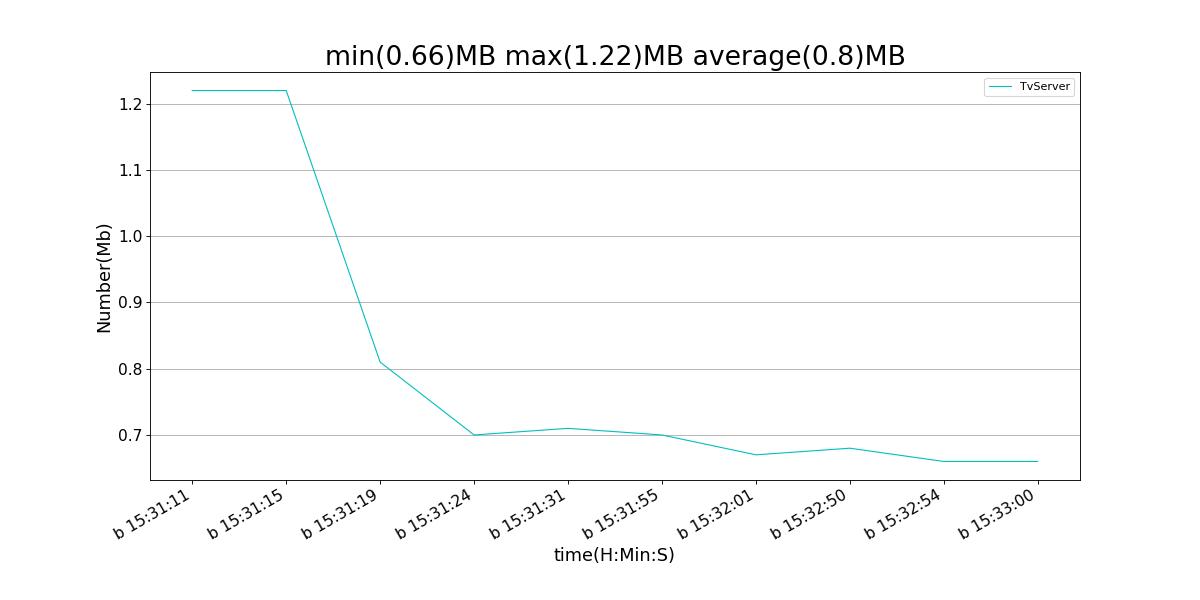 min(0.66)MB max(1.22)MB average(0.8)MB
TvServer
1.2
1.1
1.0
0.9
0.8
0.7
Number(Mb)
b 15:31:11
b 15:31:15
b 15:31:19
b 15:31:24
b 15:31:31
b 15:31:55
b 15:32:01
b 15:32:50
b 15:32:54
b 15:33:00
time(H:Min:S)